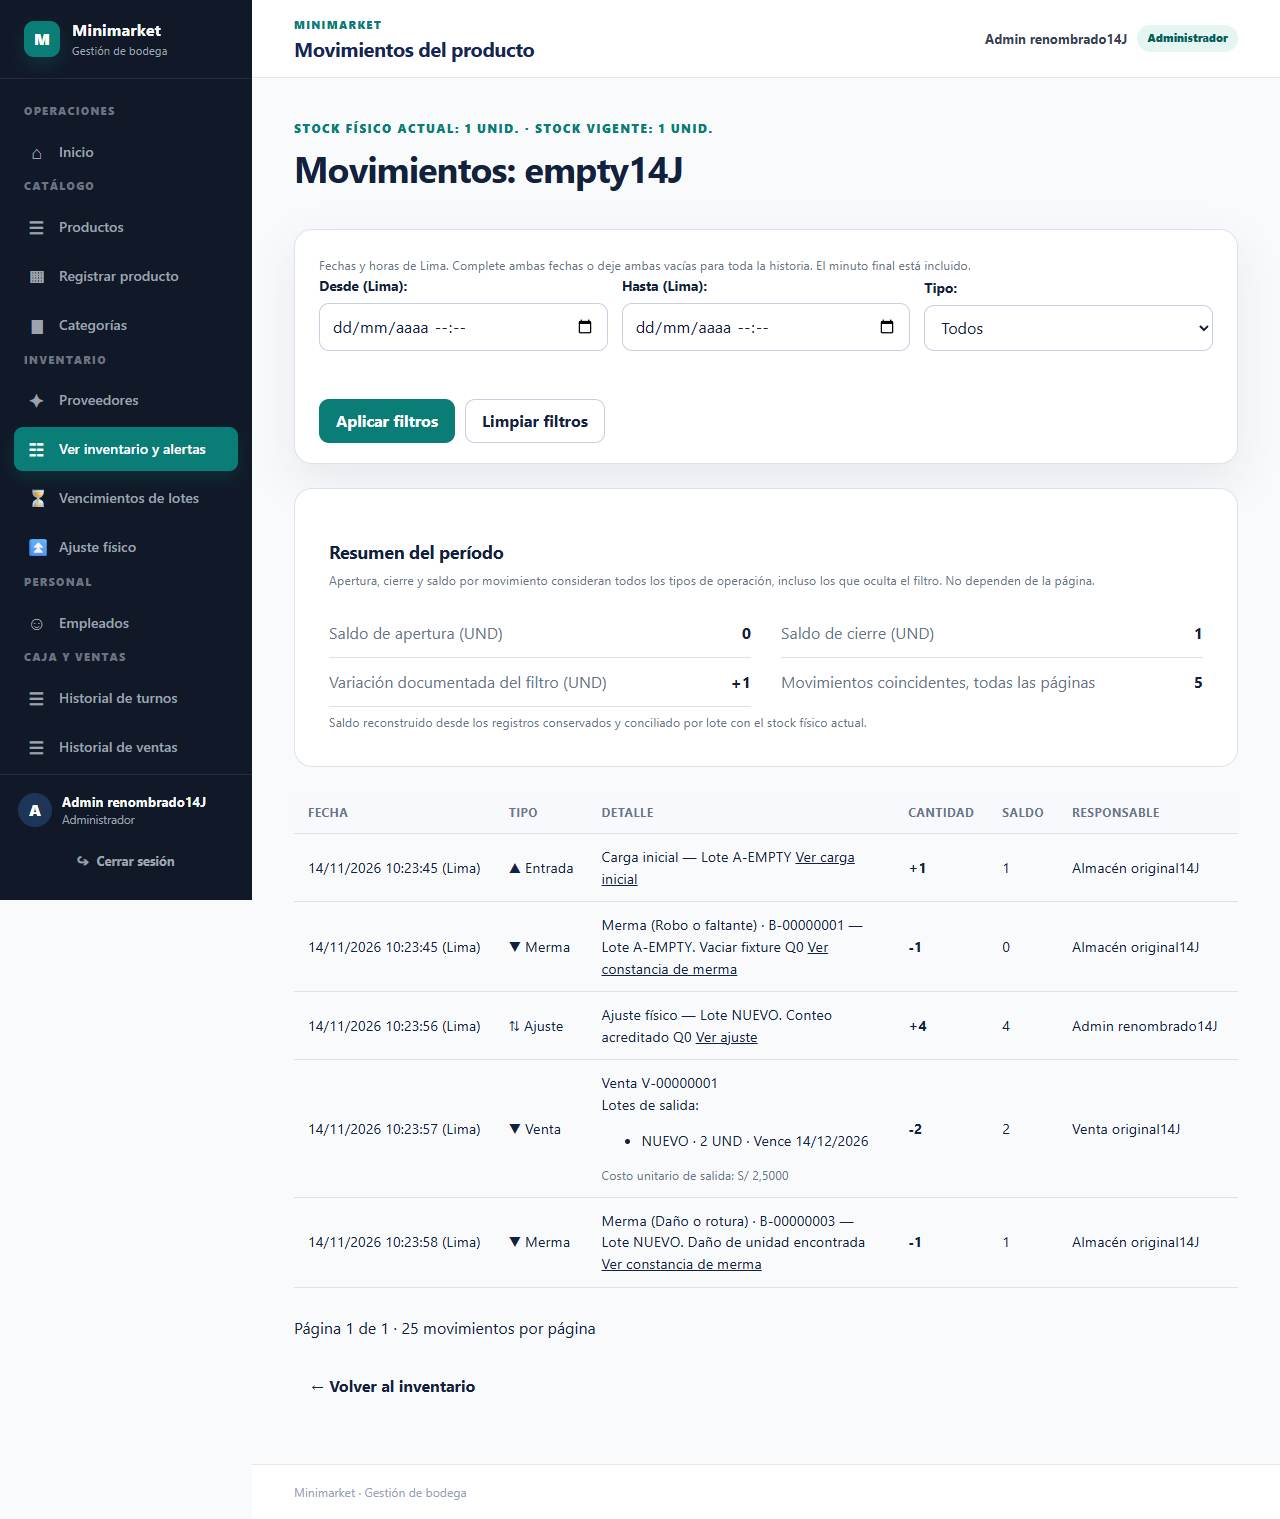 M
Minimarket
Gestión de bodega
OPERACIONES
Inicio
CATÁLOGO
Productos
Registrar producto
Categorías
INVENTARIO
Proveedores
Ver inventario y alertas
Vencimientos de lotes
Ajuste físico
PERSONAL
Empleados
CAJA Y VENTAS
Historial de turnos
Historial de ventas
A
Admin renombrado14J
Administrador
Cerrar sesión
MINIMARKET
Movimientos del producto
Admin renombrado14J
Administrador
STOCK FÍSICO ACTUAL: 1 UNID. · STOCK VIGENTE: 1 UNID.
Movimientos: empty14J
Fechas y horas de Lima. Complete ambas fechas o deje ambas vacías para toda la historia. El minuto final está incluido.
Desde (Lima):
Hasta (Lima):
Tipo:
dd/mm/aaaa --:--
dd/mm/aaaa --:--
Todos
Aplicar filtros
Limpiar filtros
Resumen del período
Apertura, cierre y saldo por movimiento consideran todos los tipos de operación, incluso los que oculta el filtro. No dependen de la página.
Saldo de apertura (UND) 0
Saldo de cierre (UND) 1
Variación documentada del filtro (UND) +1
Movimientos coincidentes, todas las páginas 5
Saldo reconstruido desde los registros conservados y conciliado por lote con el stock físico actual.
FECHA TIPO DETALLE CANTIDAD SALDO RESPONSABLE
14/11/2026 10:23:45 (Lima) ▲ Entrada Carga inicial — Lote A-EMPTY Ver carga
inicial
+1 1 Almacén original14J
14/11/2026 10:23:45 (Lima) ▼ Merma Merma (Robo o faltante) · B-00000001 —
Lote A-EMPTY. Vaciar fixture Q0 Ver
constancia de merma
-1 0 Almacén original14J
14/11/2026 10:23:56 (Lima) ⇅ Ajuste Ajuste físico — Lote NUEVO. Conteo
acreditado Q0 Ver ajuste
+4 4 Admin renombrado14J
14/11/2026 10:23:57 (Lima) ▼ Venta Venta V-00000001
Lotes de salida:
• NUEVO · 2 UND · Vence 14/12/2026
Costo unitario de salida: S/ 2,5000
-2 2 Venta original14J
14/11/2026 10:23:58 (Lima) ▼ Merma Merma (Daño o rotura) · B-00000003 —
Lote NUEVO. Daño de unidad encontrada
Ver constancia de merma
-1 1 Almacén original14J
Página 1 de 1 · 25 movimientos por página
← Volver al inventario
Minimarket · Gestión de bodega